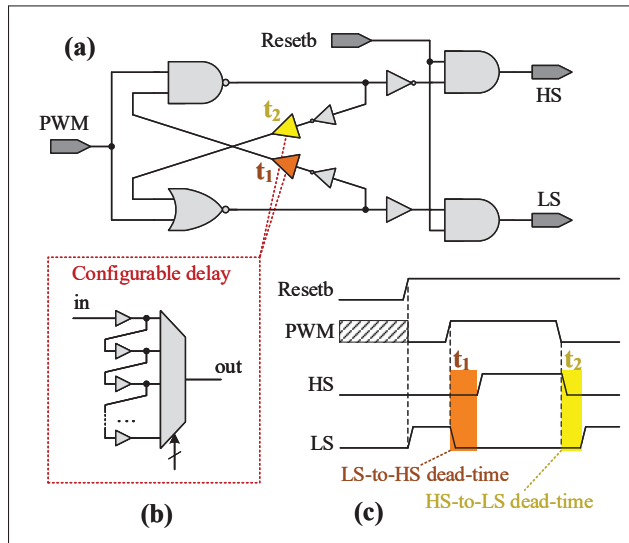 (a)
Resetb
HS
PWM
t2
t1
LS
Configurable delay
in
out
...
(b)
Resetb
PWM
t1
t2
HS
LS
LS-to-HS dead-time
HS-to-LS dead-time
(c)